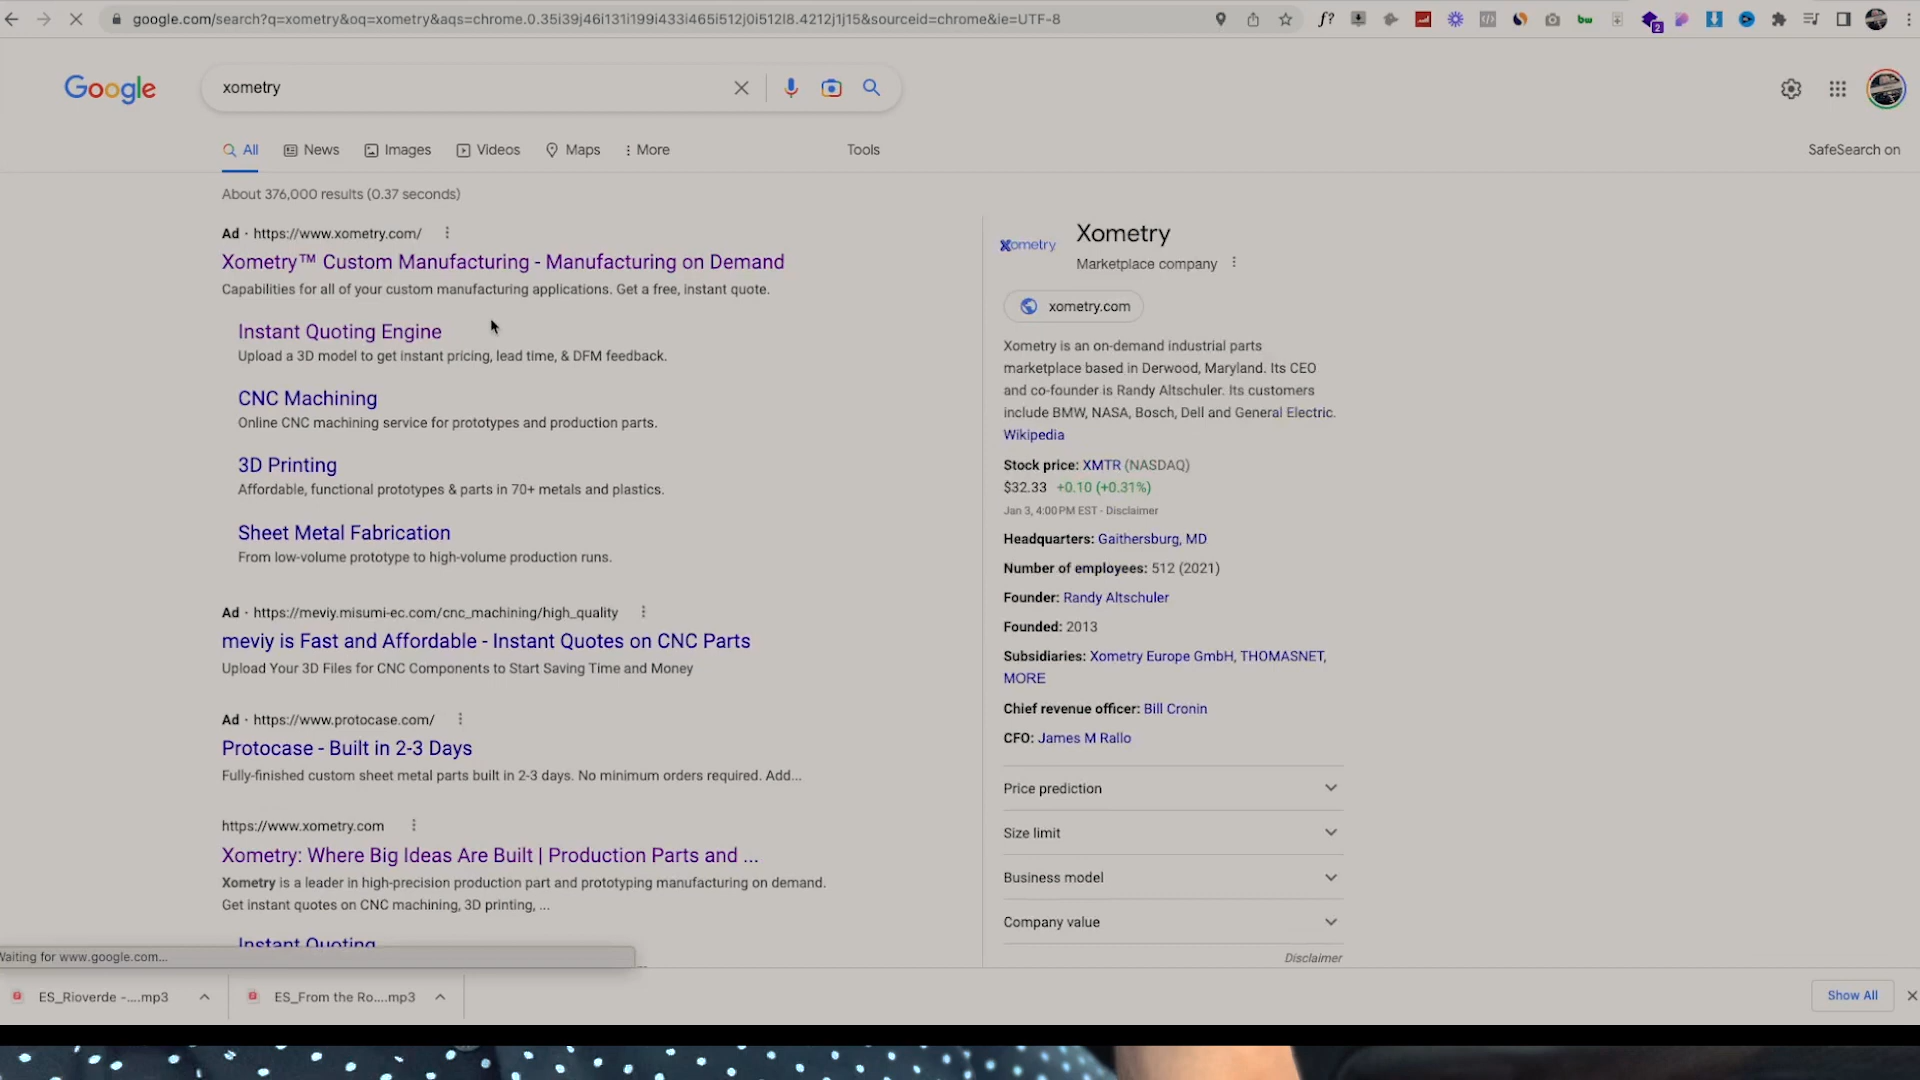 google.com/search?q=xometry&oq=xometry&aqs=chrome.0.35i39j46i131i199i433i465i512j0i512l8.4212j1j15&sourceid=chrome&ie=UTF-8
f?
bw
2
Google
xometry
All
News
Images
Videos
Maps
More
Tools
SafeSearch on
About 376,000 results (0.37 seconds)
Ad · https://www.xometry.com/
Xometry™ Custom Manufacturing - Manufacturing on Demand
Capabilities for all of your custom manufacturing applications. Get a free, instant quote.
Instant Quoting Engine
Upload a 3D model to get instant pricing, lead time, & DFM feedback.
CNC Machining
Online CNC machining service for prototypes and production parts.
3D Printing
Affordable, functional prototypes & parts in 70+ metals and plastics.
Sheet Metal Fabrication
From low-volume prototype to high-volume production runs.
Ad · https://meviy.misumi-ec.com/cnc_machining/high_quality
meviy is Fast and Affordable - Instant Quotes on CNC Parts
Upload Your 3D Files for CNC Components to Start Saving Time and Money
Ad · https://www.protocase.com/
Protocase - Built in 2-3 Days
Fully-finished custom sheet metal parts built in 2-3 days. No minimum orders required. Add...
https://www.xometry.com
Xometry: Where Big Ideas Are Built | Production Parts and ...
Xometry is a leader in high-precision production part and prototyping manufacturing on demand.
Get instant quotes on CNC machining, 3D printing, ...
Instant Quoting
Xometry
Xometry
Marketplace company
xometry.com
Xometry is an on-demand industrial parts
marketplace based in Derwood, Maryland. Its CEO
and co-founder is Randy Altschuler. Its customers
include BMW, NASA, Bosch, Dell and General Electric.
Wikipedia
Stock price: XMTR (NASDAQ)
$32.33 +0.10 (+0.31%)
Jan 3, 4:00 PM EST - Disclaimer
Headquarters: Gaithersburg, MD
Number of employees: 512 (2021)
Founder: Randy Altschuler
Founded: 2013
Subsidiaries: Xometry Europe GmbH, THOMASNET,
MORE
Chief revenue officer: Bill Cronin
CFO: James M Rallo
Price prediction
Size limit
Business model
Company value
Disclaimer
Waiting for www.google.com...
ES_Rioverde -....mp3
ES_From the Ro....mp3
Show All